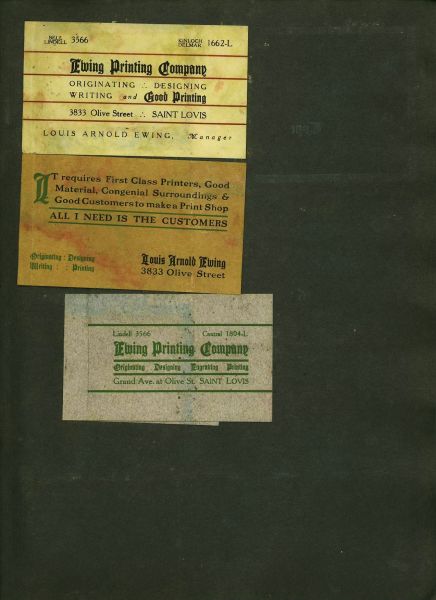 BELL
LINDELL 3566
KINLOCH
DELMAR 1662-L
Ewing Printing Company
ORIGINATING ∴ DESIGNING
WRITING and Good Printing
3833 Olive Street ∴ SAINT LOVIS
LOUIS ARNOLD EWING, Manager
IT requires First Class Printers, Good
Material, Congenial Surroundings &
Good Customers to make a Print Shop
ALL I NEED IS THE CUSTOMERS
Originating : Designing
Writing : : Printing
Louis Arnold Ewing
3833 Olive Street
Lindell 3566 Central 1804-L
Ewing Printing Company
Originating Designing Engraving Printing
Grand Ave. at Olive St. SAINT LOVIS